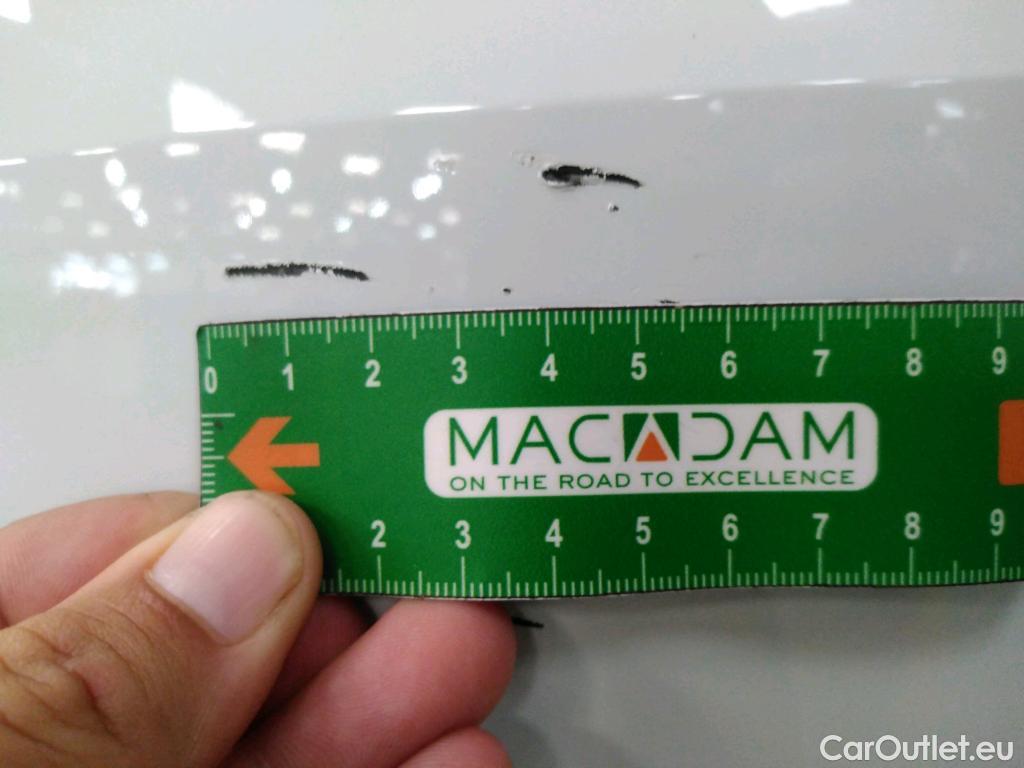 0 1 2 3 4 5 6 7 8 9
MACADAM
ON THE ROAD TO EXCELLENCE
2 3 4 5 6 7 8 9
CarOutlet.eu